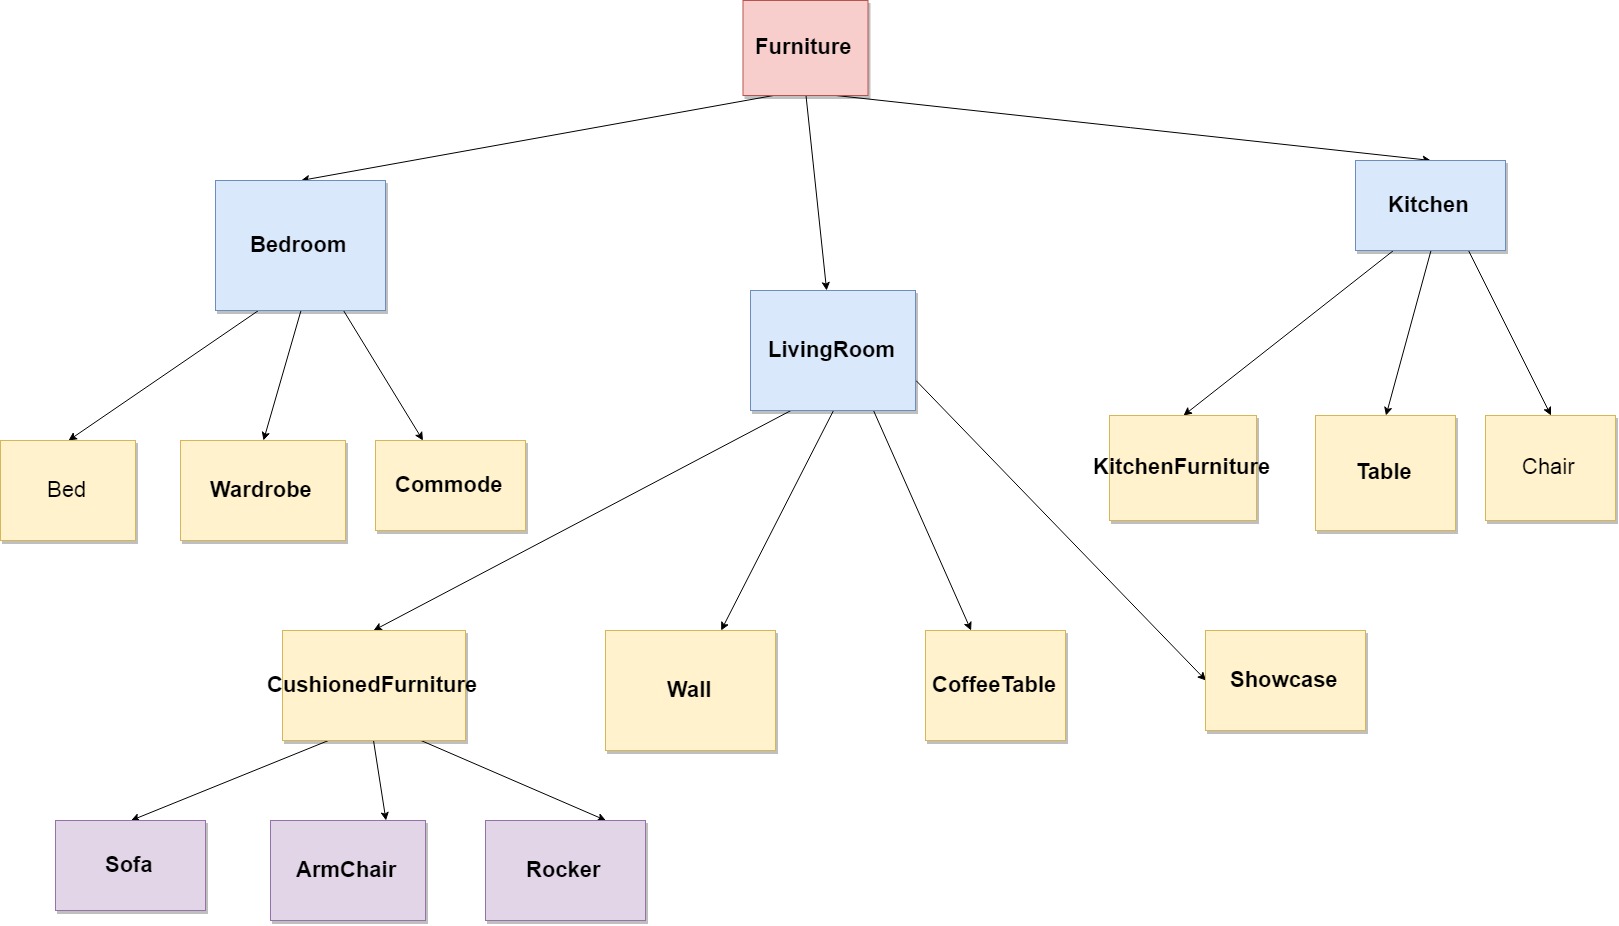 Furniture
Bedroom
LivingRoom
Kitchen
Bed
Wardrobe
Commode
KitchenFurniture
Table
Chair
CushionedFurniture
Wall
CoffeeTable
Showcase
Sofa
ArmChair
Rocker